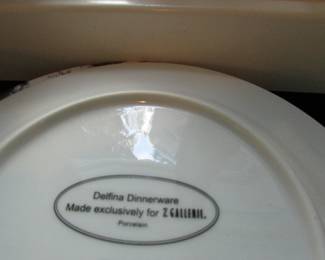 Delfina Dinnerware
Made exclusively for Z GALLERIE.
Porcelain